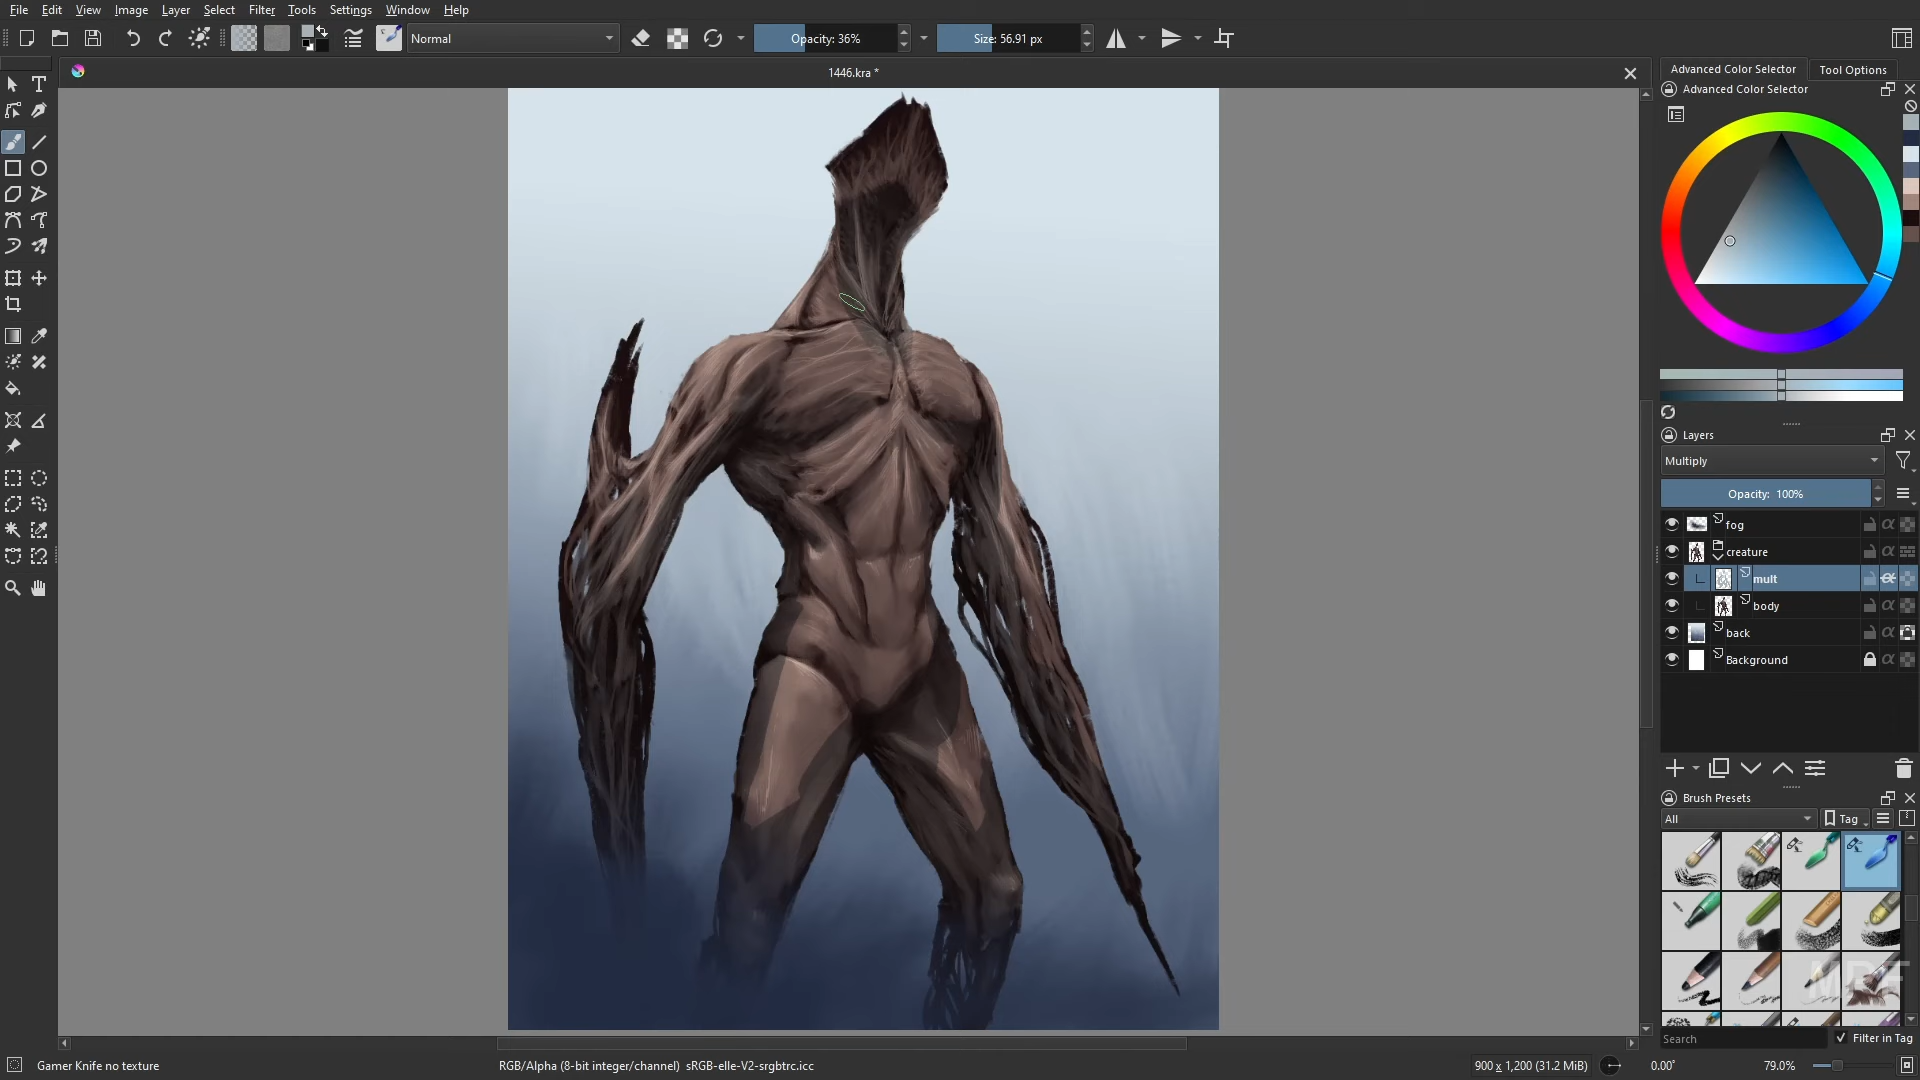 File Edit View Image Layer Filter Tools Settings Window Help
Normal Opacity: 36% Size: 56.91 px
1446.kra *
Advanced Color Selector Tool Options
Advanced Color Selector
Layers
Multiply
Opacity: 100%
fog
creature
mult
body
back
Background
Brush Presets
All Tag
MDF
Search Filter in Tag
Gamer Knife no texture RGB/Alpha (8-bit integer/channel) sRGB-elle-V2-srgbtrc.icc 900 x 1,200 (31.2 MiB) 0.00° 79.0%